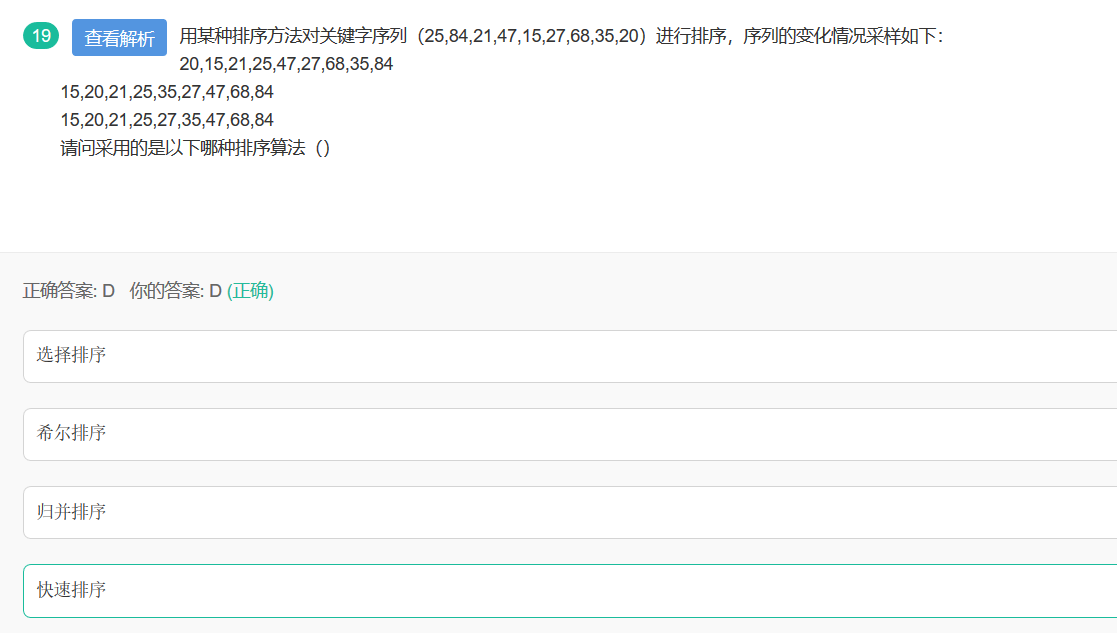 19 查看解析 用某种排序方法对关键字序列（25,84,21,47,15,27,68,35,20）进行排序，序列的变化情况采样如下：
20,15,21,25,47,27,68,35,84
15,20,21,25,35,27,47,68,84
15,20,21,25,27,35,47,68,84
请问采用的是以下哪种排序算法（）
正确答案: D 你的答案: D (正确)
选择排序
希尔排序
归并排序
快速排序